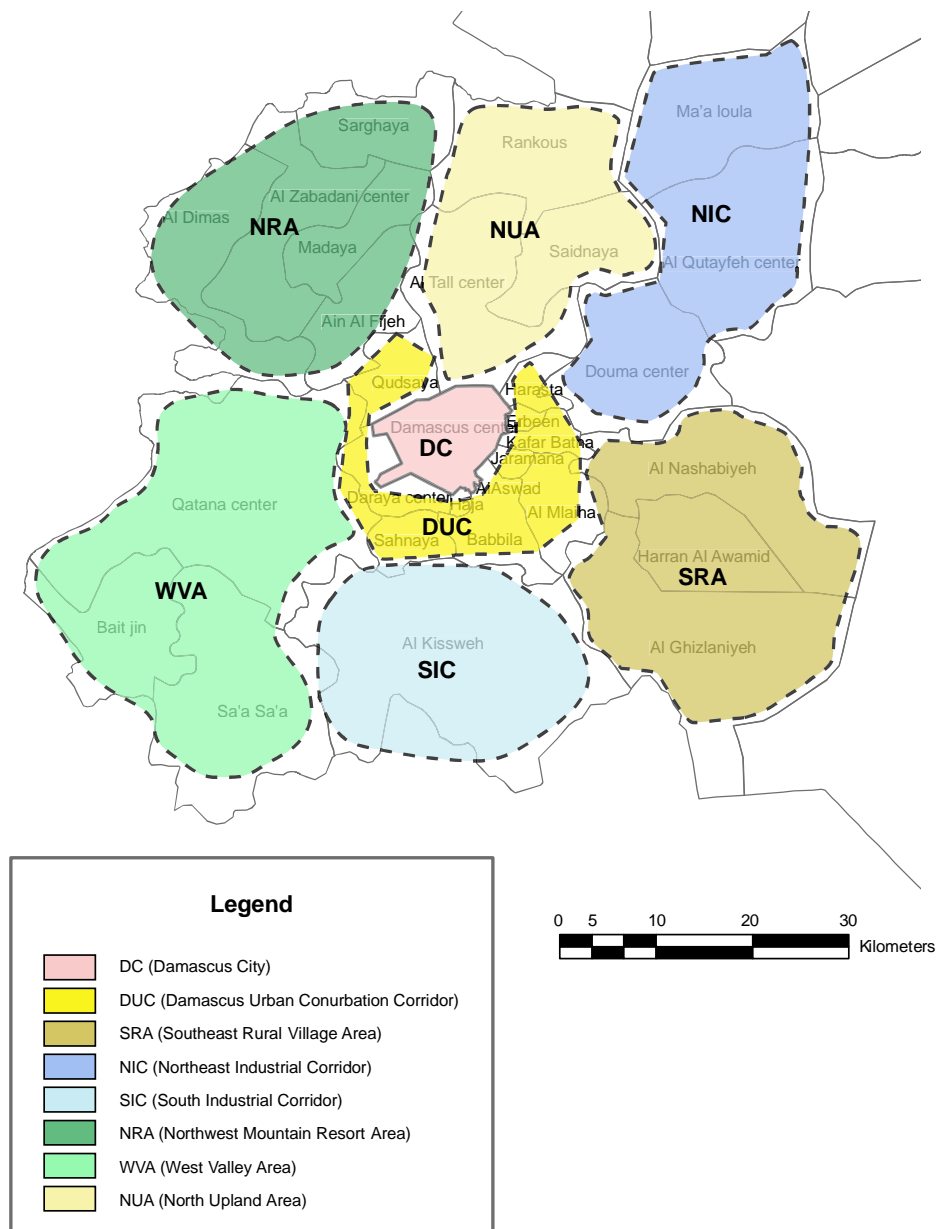 Ma'a loula
Sarghaya
Rankous
Al Zabadani center
Al Dimas
NRA
Madaya
NUA
NIC
Saidnaya
Al Qutayfeh center
Al Tall center
Ain Al Fijeh
Qudsaya
Harasta
Douma center
Damascus center
Erbeen
DC
Kafar Batna
Jaramana
Al Nashabiyeh
Al Aswad
Daraya center
Haja
Qatana center
Al Mlaiha
DUC
Sahnaya
Babbila
Harran Al Awamid
SRA
WVA
Bait jin
Al Kissweh
SIC
Al Ghizlaniyeh
Sa'a Sa'a
Legend
DC (Damascus City)
DUC (Damascus Urban Conurbation Corridor)
SRA (Southeast Rural Village Area)
NIC (Northeast Industrial Corridor)
SIC (South Industrial Corridor)
NRA (Northwest Mountain Resort Area)
WVA (West Valley Area)
NUA (North Upland Area)
0 5 10 20 30
Kilometers